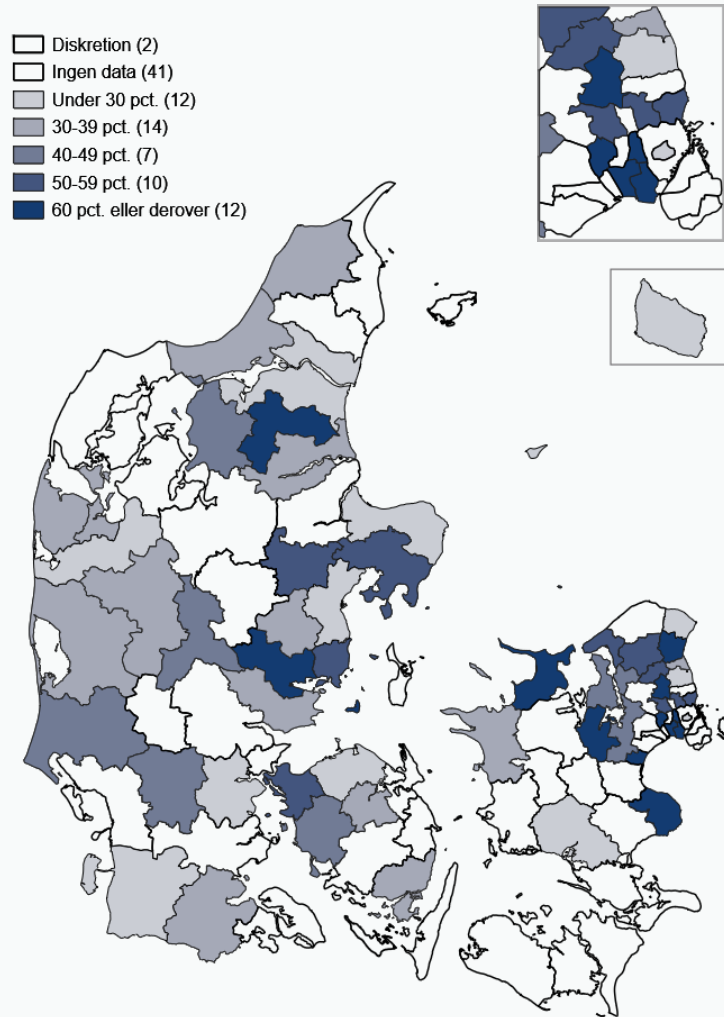 Diskretion (2)
Ingen data (41)
Under 30 pct. (12)
30-39 pct. (14)
40-49 pct. (7)
50-59 pct. (10)
60 pct. eller derover (12)